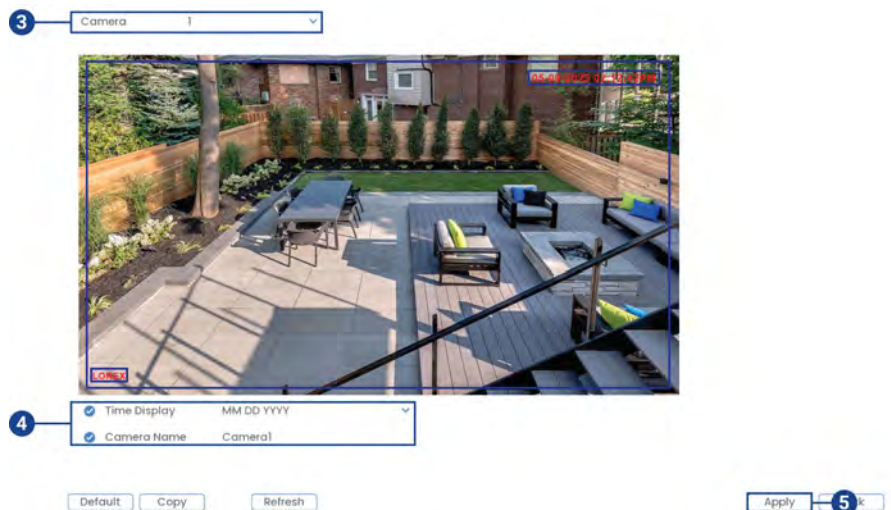 3
Camera 1
LOREX
4
Time Display MM DD YYYY
Camera Name Camera1
Default Copy Refresh Apply 5